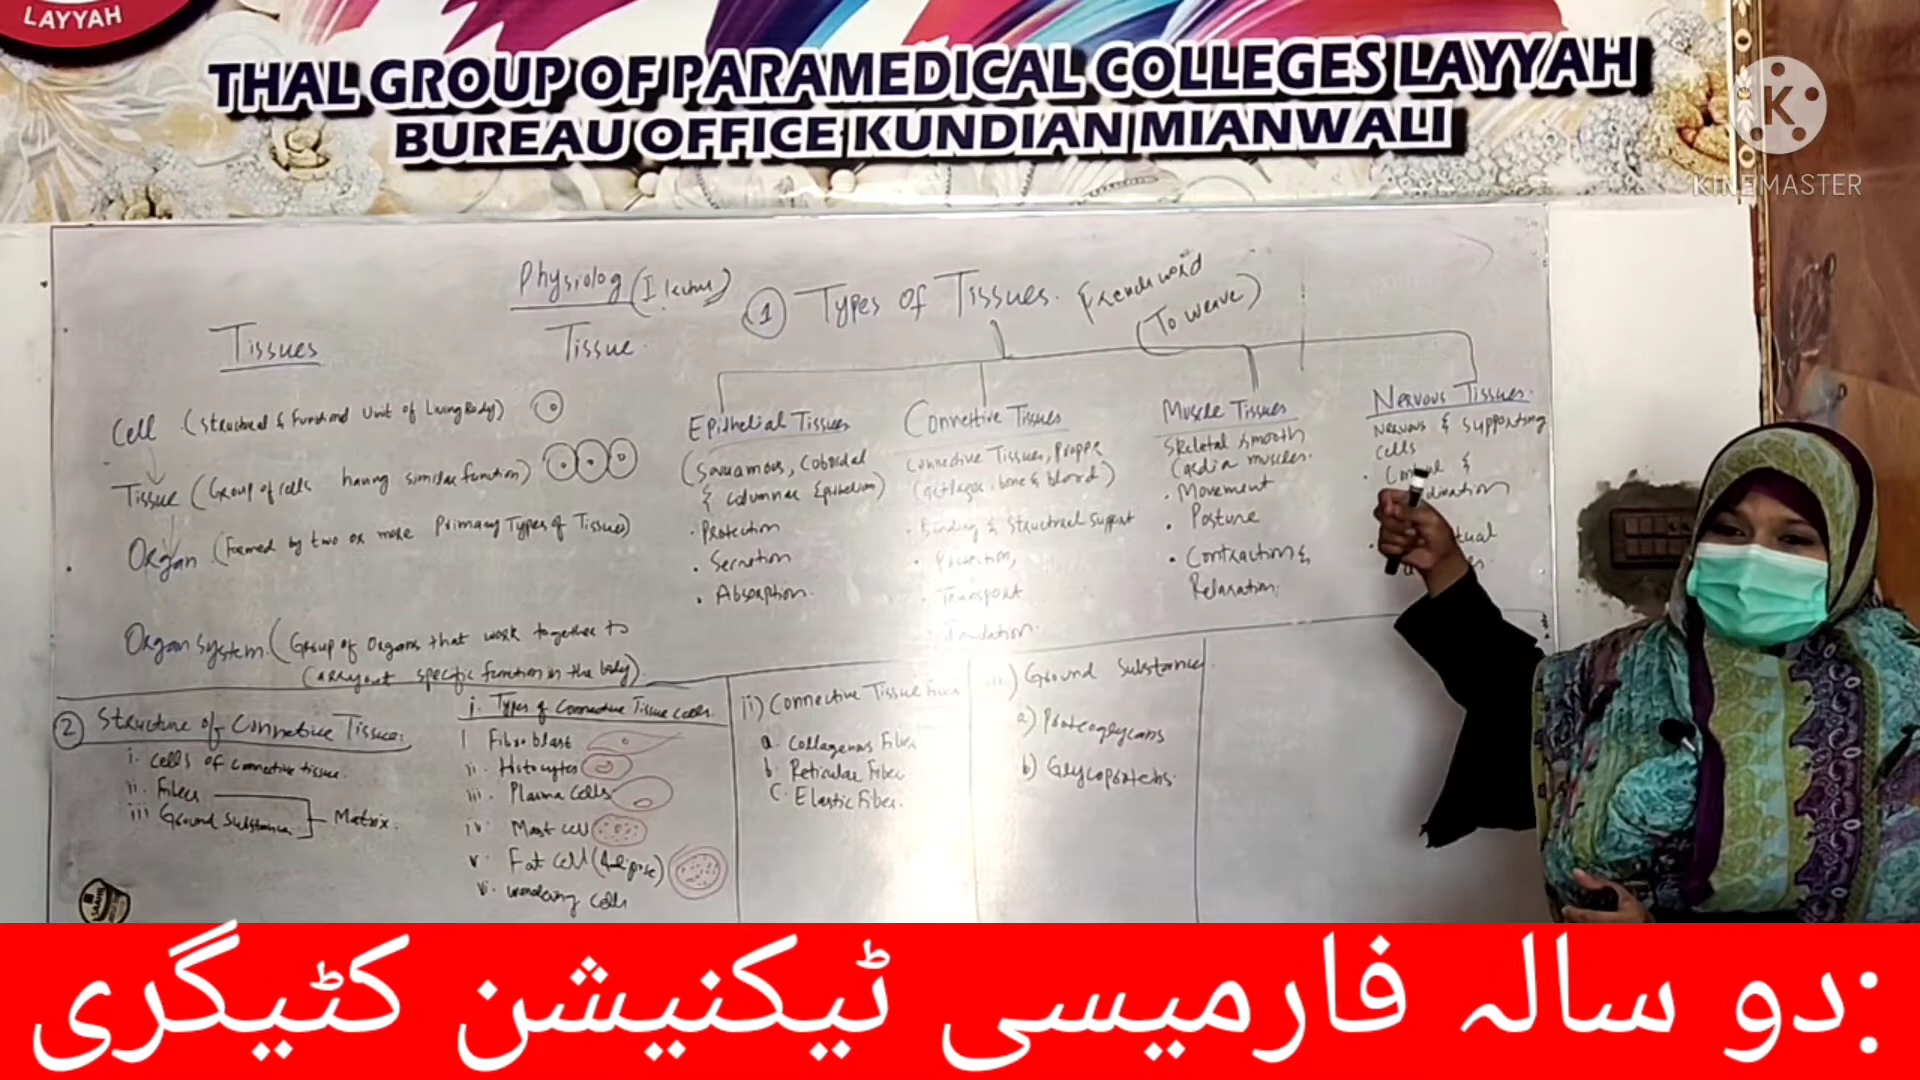 LAYYAH
THAL GROUP OF PARAMEDICAL COLLEGES LAYYAH
BUREAU OFFICE KUNDIAN MIANWALI
KINEMASTER
Physiolog (I lecture)
Tissue
Tissues
Cell (Structural & Functional Unit of Living Body)
Tissue (Group of cells having similar function)
Organ (Formed by two or more Primary Types of Tissues)
Organ System (Group of Organs that work together to
carryout specific function in the body)
① Types of Tissues. (French word
(To weave)
Epithelial Tissues
& Columnar Epithelium)
• Protection
• Secretion
• Absorption
Connective Tissues
Connective Tissues, Proper
Cartilage, bone & blood)
• Binding & Structural Support
• Protection,
• Transport
Muscle Tissues
Skeletal smooth
Cardia muscles.
• Movement
• Posture
• Contraction &
Relaxation;
Nervous Tissues.
Nervous & Supporting
Cells
② Structure of Connective Tissue:
i. Cells of connective tissue.
ii. Fibers
iii Ground Substance
Matrix.
i. Types of Connective Tissue Cells.
i Fibroblast
ii. Histocytes
iii. Plasma Cells
iv. Mast cell
v. Fat cell (Adipose)
vi. wandering cells
ii) Connective Tissue
a. Collagenous Fiber
b. Reticular Fiber
C. Elastic Fiber.
Ground Substance.
a) Proteoglycans
b) Glycoproteins.
دو سالہ فارمیسی ٹیکنیشن کٹیگری: